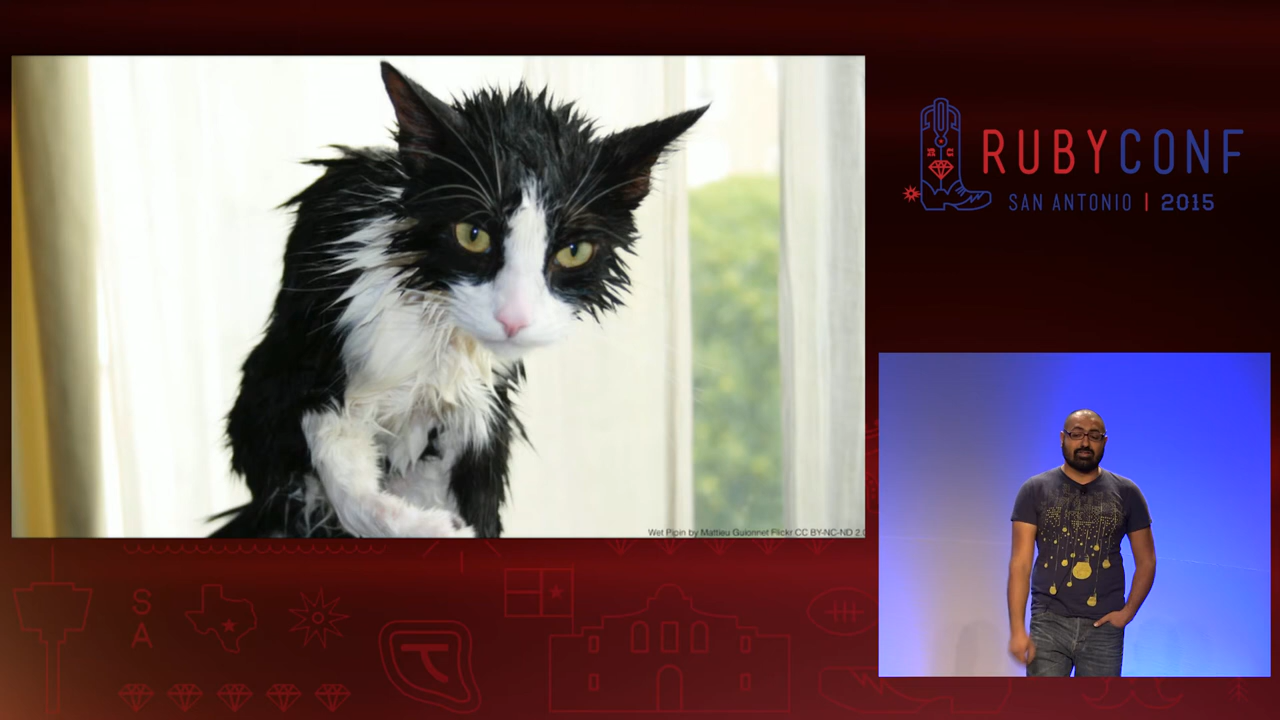 RUBYCONF
SAN ANTONIO | 2015
Wet Pipin by Mattieu Guionnet Flickr CC BY-NC-ND 2.0
S
A